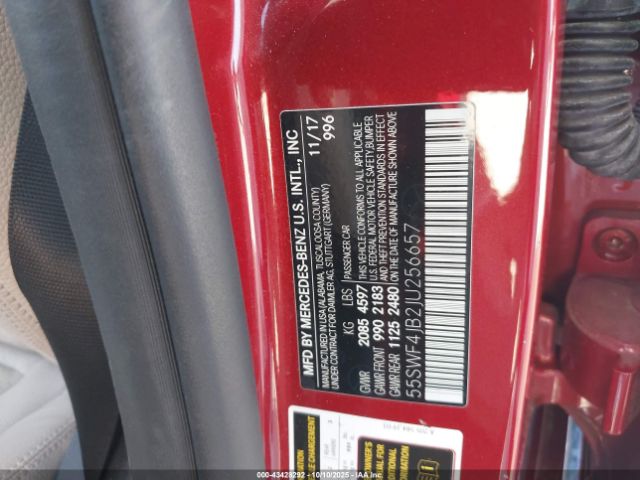 MFD BY MERCEDES-BENZ U.S. INTL., INC
MANUFACTURED IN USA (ALABAMA, TUSCALOOSA COUNTY) 11/17
UNDER CONTRACT FOR DAIMLER AG, STUTTGART (GERMANY) 996
KG LBS PASSENGER CAR
GVWR 2085 4597 THIS VEHICLE CONFORMS TO ALL APPLICABLE
GAWR FRONT 990 2183 U.S. FEDERAL MOTOR VEHICLE SAFETY, BUMPER
AND THEFT PREVENTION STANDARDS IN EFFECT
GAWR REAR 1125 2480 ON THE DATE OF MANUFACTURE SHOWN ABOVE
55SWF4JB2JU256657
OWNER'S
000-43428292 • 10/10/2025 • IAA Inc.